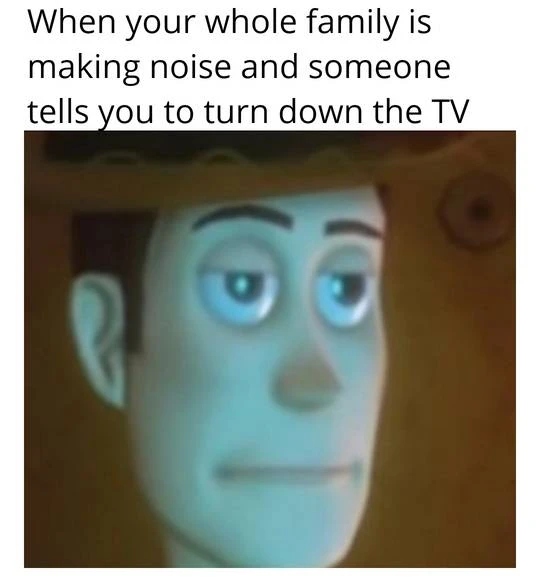 When your whole family is
making noise and someone
tells you to turn down the TV